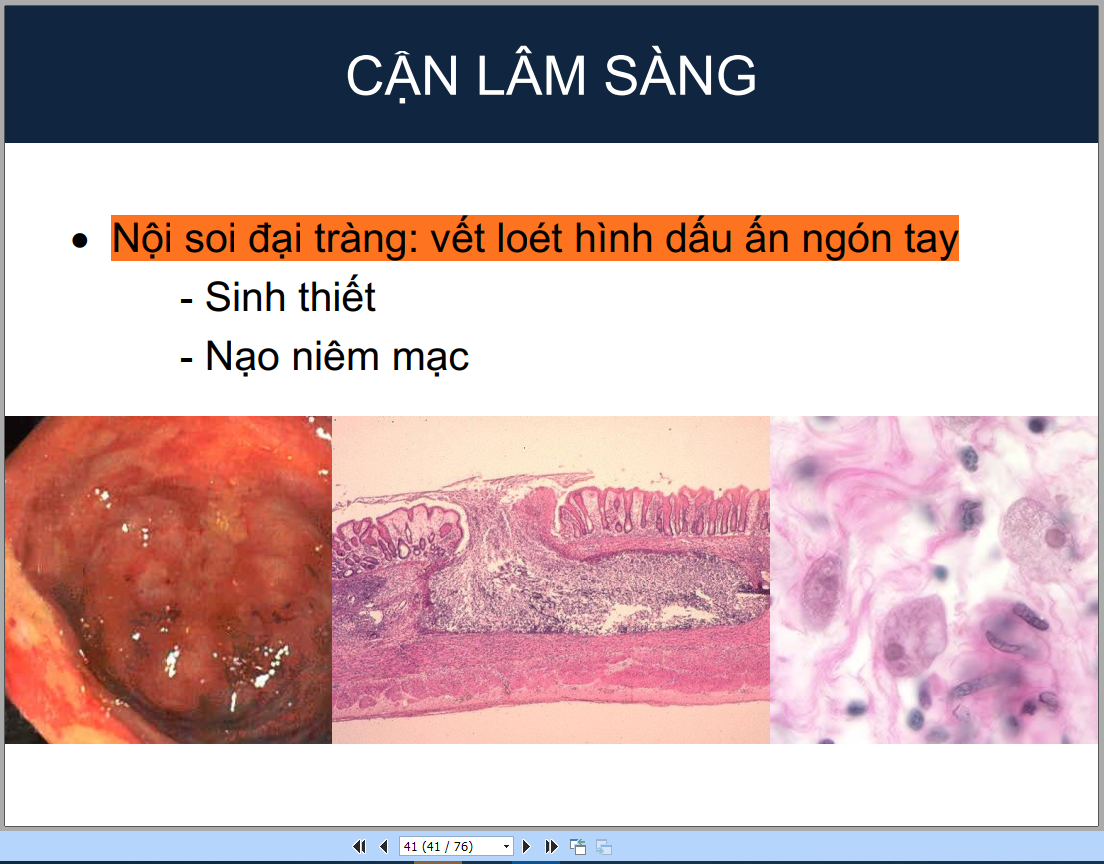 CẬN LÂM SÀNG
• Nội soi đại tràng: vết loét hình dấu ấn ngón tay
- Sinh thiết
- Nạo niêm mạc
41 (41 / 76)